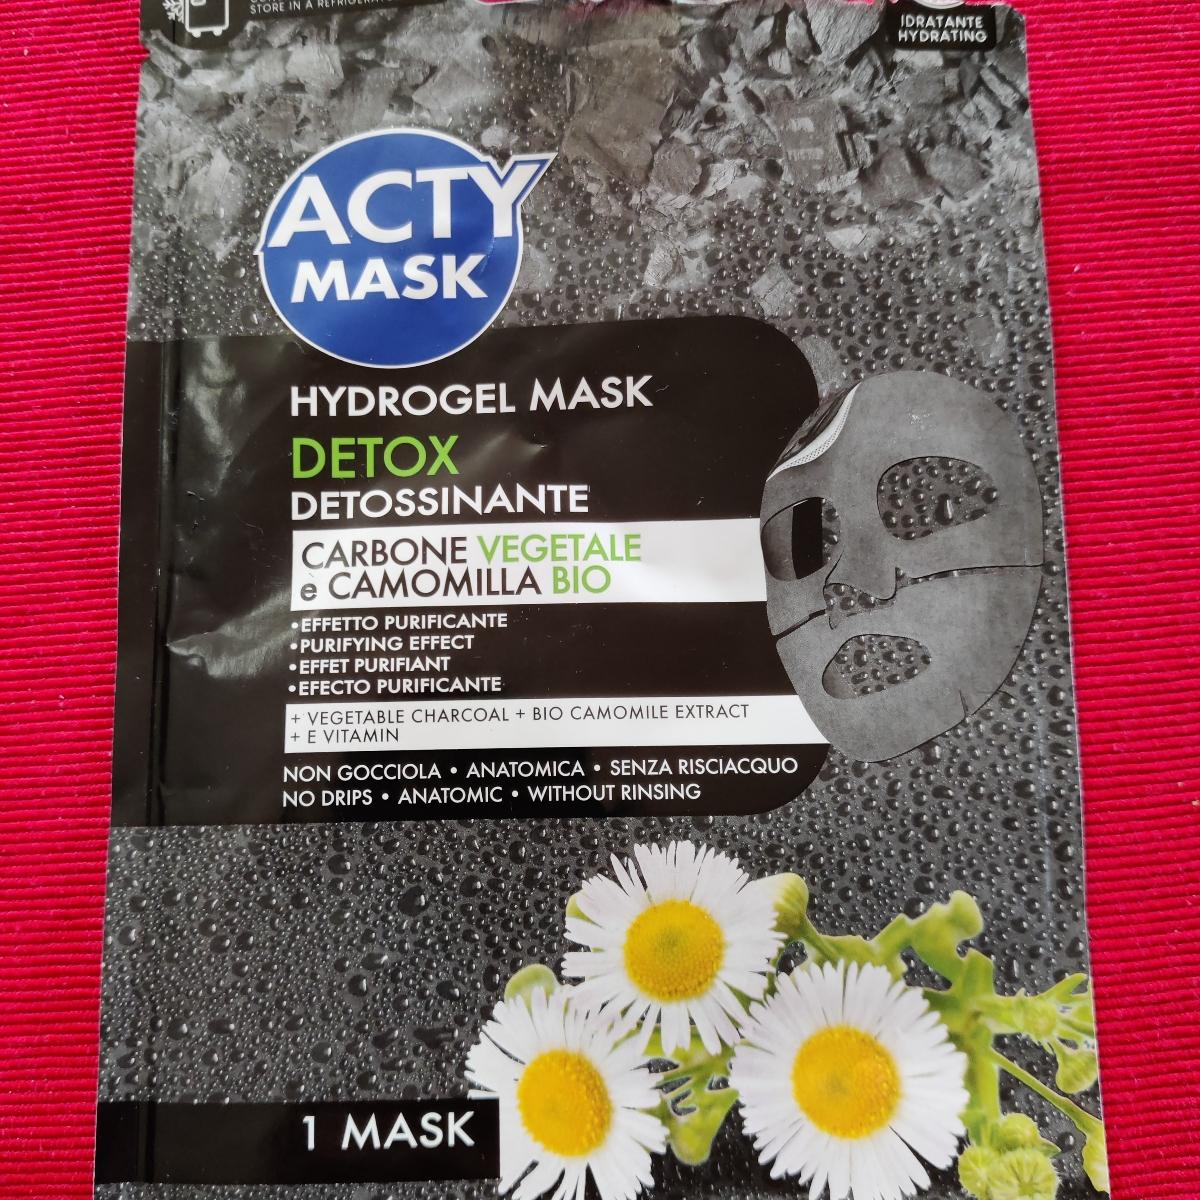 STORE IN A REFRIGERATOR
IDRATANTE
HYDRATING
ACTY
MASK
HYDROGEL MASK
DETOX
DETOSSINANTE
CARBONE VEGETALE
e CAMOMILLA BIO
•EFFETTO PURIFICANTE
•PURIFYING EFFECT
•EFFET PURIFIANT
•EFECTO PURIFICANTE
+ VEGETABLE CHARCOAL + BIO CAMOMILE EXTRACT
+ E VITAMIN
NON GOCCIOLA • ANATOMICA • SENZA RISCIACQUO
NO DRIPS • ANATOMIC • WITHOUT RINSING
1 MASK